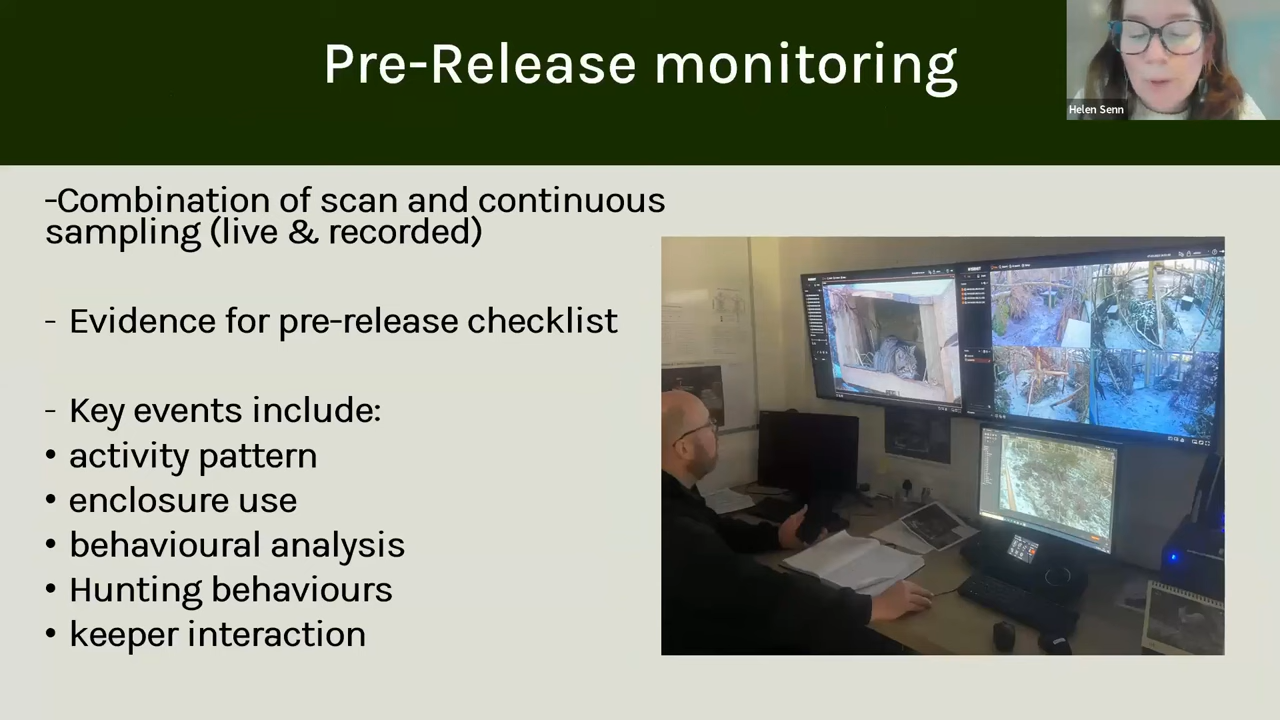 Pre-Release monitoring
Helen Senn
-Combination of scan and continuous
sampling (live & recorded)
- Evidence for pre-release checklist
- Key events include:
• activity pattern
• enclosure use
• behavioural analysis
• Hunting behaviours
• keeper interaction